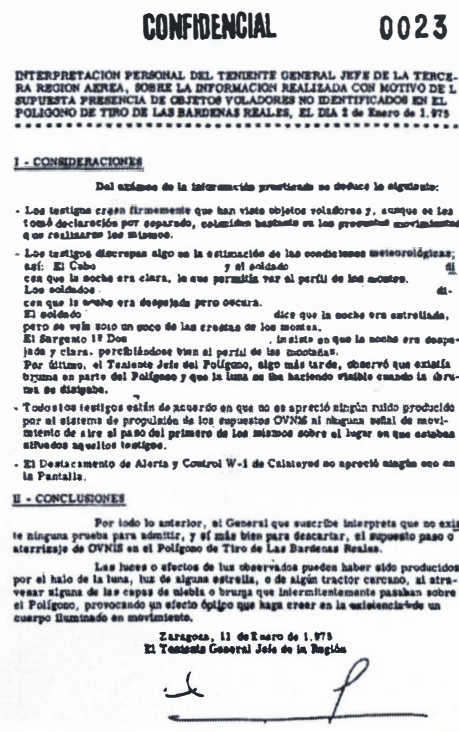 CONFIDENCIAL 0023
INTERPRETACION PERSONAL DEL TENIENTE GENERAL JEFE DE LA TERCE-
RA REGION AEREA, SOBRE LA INFORMACION REALIZADA CON MOTIVO DE L
SUPUESTA PRESENCIA DE OBJETOS VOLADORES NO IDENTIFICADOS EN EL
POLIGONO DE TIRO DE LAS BARDENAS REALES, EL DIA 2 de Enero de 1.975
I - CONSIDERACIONES
Del exámen de la información practicada se deduce lo siguiente:
- Los testigos creen firmemente que han visto objetos voladores y, aunque se les
tomó declaración por separado, coinciden bastante en los presuntos movimientos
que realizaron los mismos.
- Los testigos discrepan algo en la estimación de las condiciones meteorológicas;
así: El Cabo y el soldado di
cen que la noche era clara, lo que permitía ver el perfil de los montes.
Los soldados di-
cen que la noche era despejada pero oscura.
El soldado dice que la noche era estrellada,
pero se veía solo un poco de las crestas de los montes.
El Sargento 1º Don , insiste en que la noche era despe-
jada y clara, percibiéndose bien el perfil de las montañas.
Por último, el Teniente Jefe del Polígono, algo más tarde, observó que existía
bruma en parte del Polígono y que la luna se iba haciendo visible cuando la bru-
ma se disipaba.
- Todos los testigos están de acuerdo en que no se apreció ningún ruido producido
por el sistema de propulsión de los supuestos OVNIS ni ninguna señal de movi-
miento de aire al pasó del primero de los mismos sobre el lugar en que estaban
situados aquellos testigos.
- El Destacamento de Alerta y Control W-1 de Calatayud no apreció ningún eco en
la Pantalla.
II - CONCLUSIONES
Por todo lo anterior, el General que suscribe interpreta que no exis
te ninguna prueba para admitir, y sí más bien para descartar, el supuesto paso o
aterrizaje de OVNIS en el Polígono de Tiro de Las Bardenas Reales.
Las luces o efectos de luz observados pueden haber sido producidos
por el halo de la luna, luz de alguna estrella, o de algún tractor cercano, al atra-
vesar alguna de las capas de niebla o bruma que intermitentemente pasaban sobre
el Polígono, provocando un efecto óptico que haga creer en la existencia de un
cuerpo iluminado en movimiento.
Zaragoza, 11 de Enero de 1.975
El Teniente General Jefe de la Región